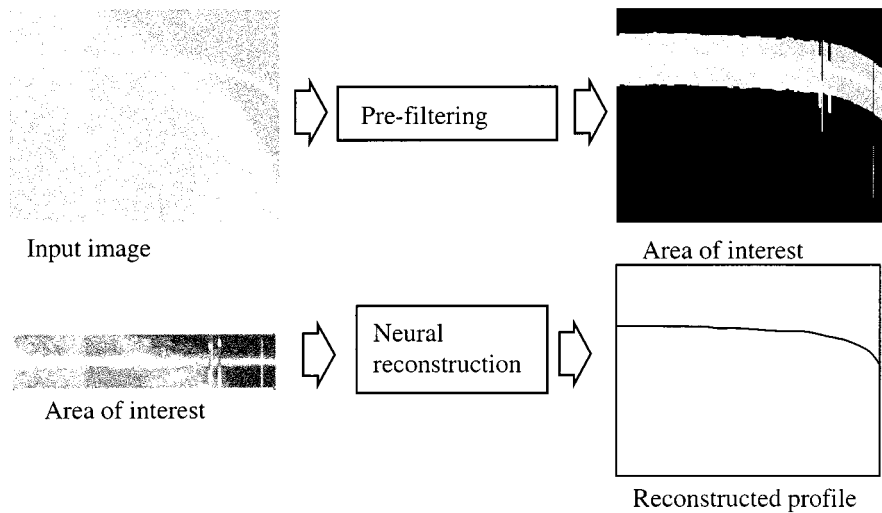 Pre-filtering
Input image
Area of interest
Neural
reconstruction
Area of interest
Reconstructed profile